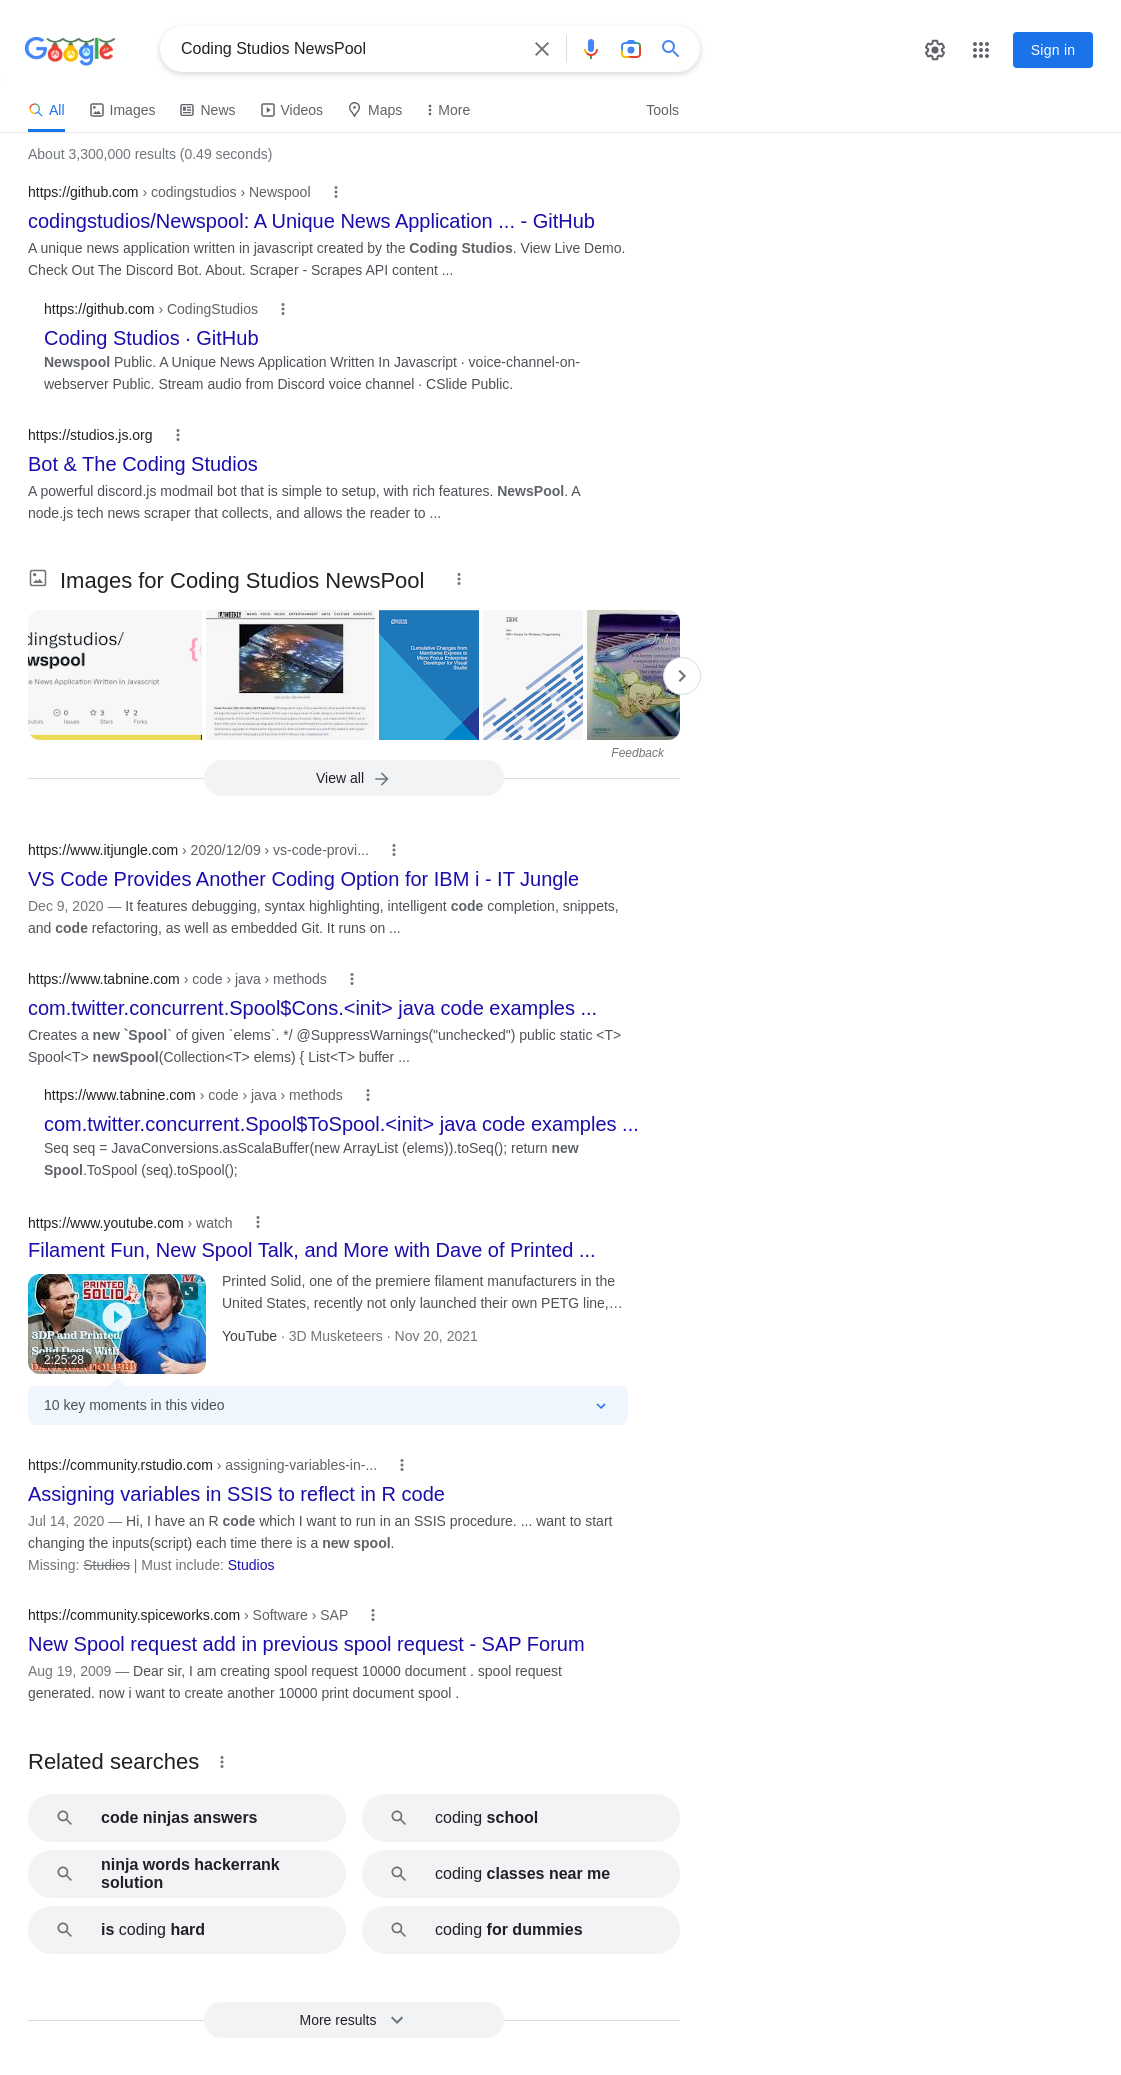 Google
Coding Studios NewsPool
Sign in
All
Images
News
Videos
Maps
More
Tools
About 3,300,000 results (0.49 seconds)
https://github.com › codingstudios › Newspool
codingstudios/Newspool: A Unique News Application ... - GitHub
A unique news application written in javascript created by the Coding Studios. View Live Demo.
Check Out The Discord Bot. About. Scraper - Scrapes API content ...
https://github.com › CodingStudios
Coding Studios · GitHub
Newspool Public. A Unique News Application Written In Javascript · voice-channel-on-
webserver Public. Stream audio from Discord voice channel · CSlide Public.
https://studios.js.org
Bot & The Coding Studios
A powerful discord.js modmail bot that is simple to setup, with rich features. NewsPool. A
node.js tech news scraper that collects, and allows the reader to ...
Images for Coding Studios NewsPool
dingstudios/
wspool
e News Application Written In Javascript
0
3
2
utors
Issues
Stars
Forks
Cumulative Changes from
Mainframe Express to
Micro Focus Enterprise
Developer for Visual
Studio
IBM
Feedback
View all
https://www.itjungle.com › 2020/12/09 › vs-code-provi...
VS Code Provides Another Coding Option for IBM i - IT Jungle
Dec 9, 2020 — It features debugging, syntax highlighting, intelligent code completion, snippets,
and code refactoring, as well as embedded Git. It runs on ...
https://www.tabnine.com › code › java › methods
com.twitter.concurrent.Spool$Cons.<init> java code examples ...
Creates a new `Spool` of given `elems`. */ @SuppressWarnings("unchecked") public static <T>
Spool<T> newSpool(Collection<T> elems) { List<T> buffer ...
https://www.tabnine.com › code › java › methods
com.twitter.concurrent.Spool$ToSpool.<init> java code examples ...
Seq seq = JavaConversions.asScalaBuffer(new ArrayList (elems)).toSeq(); return new
Spool.ToSpool (seq).toSpool();
https://www.youtube.com › watch
Filament Fun, New Spool Talk, and More with Dave of Printed ...
PRINTED
SOLID
3DP and Printed
Solid Deets With
2:25:28
Printed Solid, one of the premiere filament manufacturers in the
United States, recently not only launched their own PETG line,…
YouTube · 3D Musketeers · Nov 20, 2021
10 key moments in this video
https://community.rstudio.com › assigning-variables-in-...
Assigning variables in SSIS to reflect in R code
Jul 14, 2020 — Hi, I have an R code which I want to run in an SSIS procedure. ... want to start
changing the inputs(script) each time there is a new spool.
Missing: Studios | Must include: Studios
https://community.spiceworks.com › Software › SAP
New Spool request add in previous spool request - SAP Forum
Aug 19, 2009 — Dear sir, I am creating spool request 10000 document . spool request
generated. now i want to create another 10000 print document spool .
Related searches
code ninjas answers
coding school
ninja words hackerrank
solution
coding classes near me
is coding hard
coding for dummies
More results